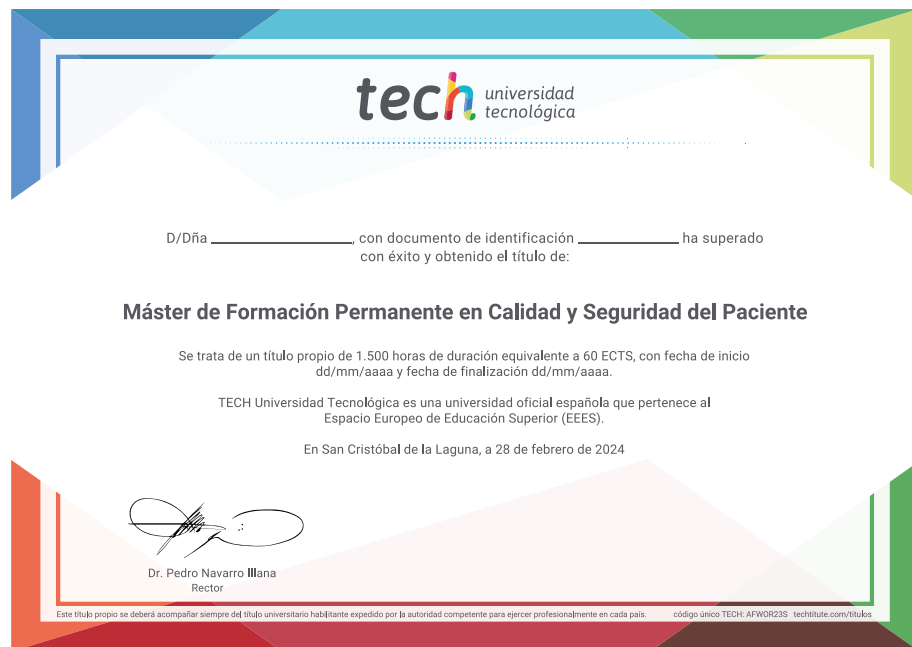 tech universidad
tecnológica
D/Dña ______________, con documento de identificación __________ ha superado
con éxito y obtenido el título de:
Máster de Formación Permanente en Calidad y Seguridad del Paciente
Se trata de un título propio de 1.500 horas de duración equivalente a 60 ECTS, con fecha de inicio
dd/mm/aaaa y fecha de finalización dd/mm/aaaa.
TECH Universidad Tecnológica es una universidad oficial española que pertenece al
Espacio Europeo de Educación Superior (EEES).
En San Cristóbal de la Laguna, a 28 de febrero de 2024
Dr. Pedro Navarro Illana
Rector
Este título propio se deberá acompañar siempre del título universitario habilitante expedido por la autoridad competente para ejercer profesionalmente en cada país. código único TECH: AFWOR23S techtitute.com/titulos